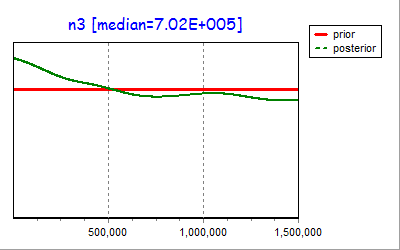 n3 [median=7.02E+005]
prior
posterior
500,000
1,000,000
1,500,000